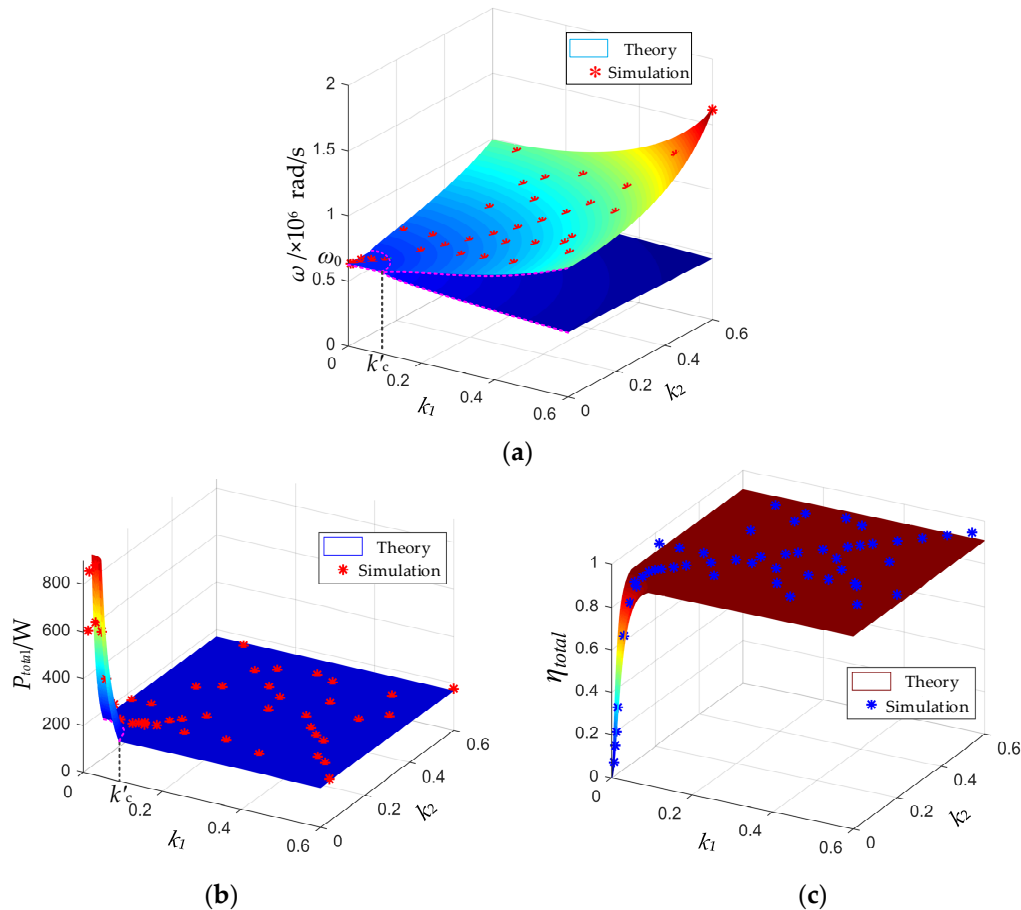 Theory
Simulation
2
1.5
1
ω₀
0.5
0
ω /×10⁶ rad/s
0
k'c
0.2
0.4
0.6
k₁
0
0.2
0.4
0.6
k₂
(a)
Theory
Simulation
800
600
400
200
0
P_total/W
0
k'c
0.2
0.4
0.6
k₁
0
0.2
0.4
0.6
k₂
(b)
1
0.8
0.6
0.4
0.2
0
η_total
Theory
Simulation
0
0.2
0.4
0.6
k₁
0
0.2
0.4
0.6
k₂
(c)